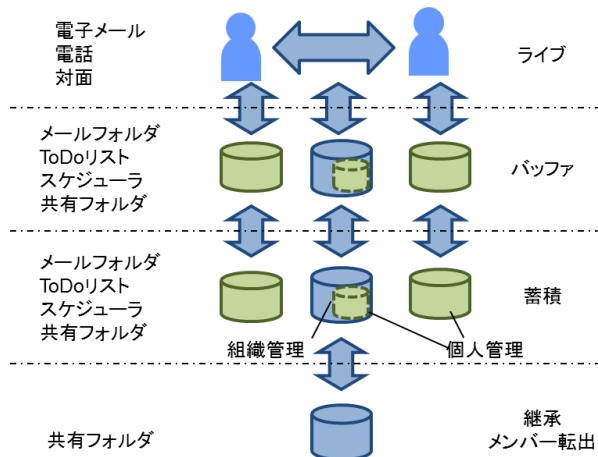 電子メール
電話
対面
ライブ
メールフォルダ
ToDoリスト
スケジューラ
共有フォルダ
バッファ
メールフォルダ
ToDoリスト
スケジューラ
共有フォルダ
蓄積
組織管理
個人管理
共有フォルダ
継承
メンバー転出